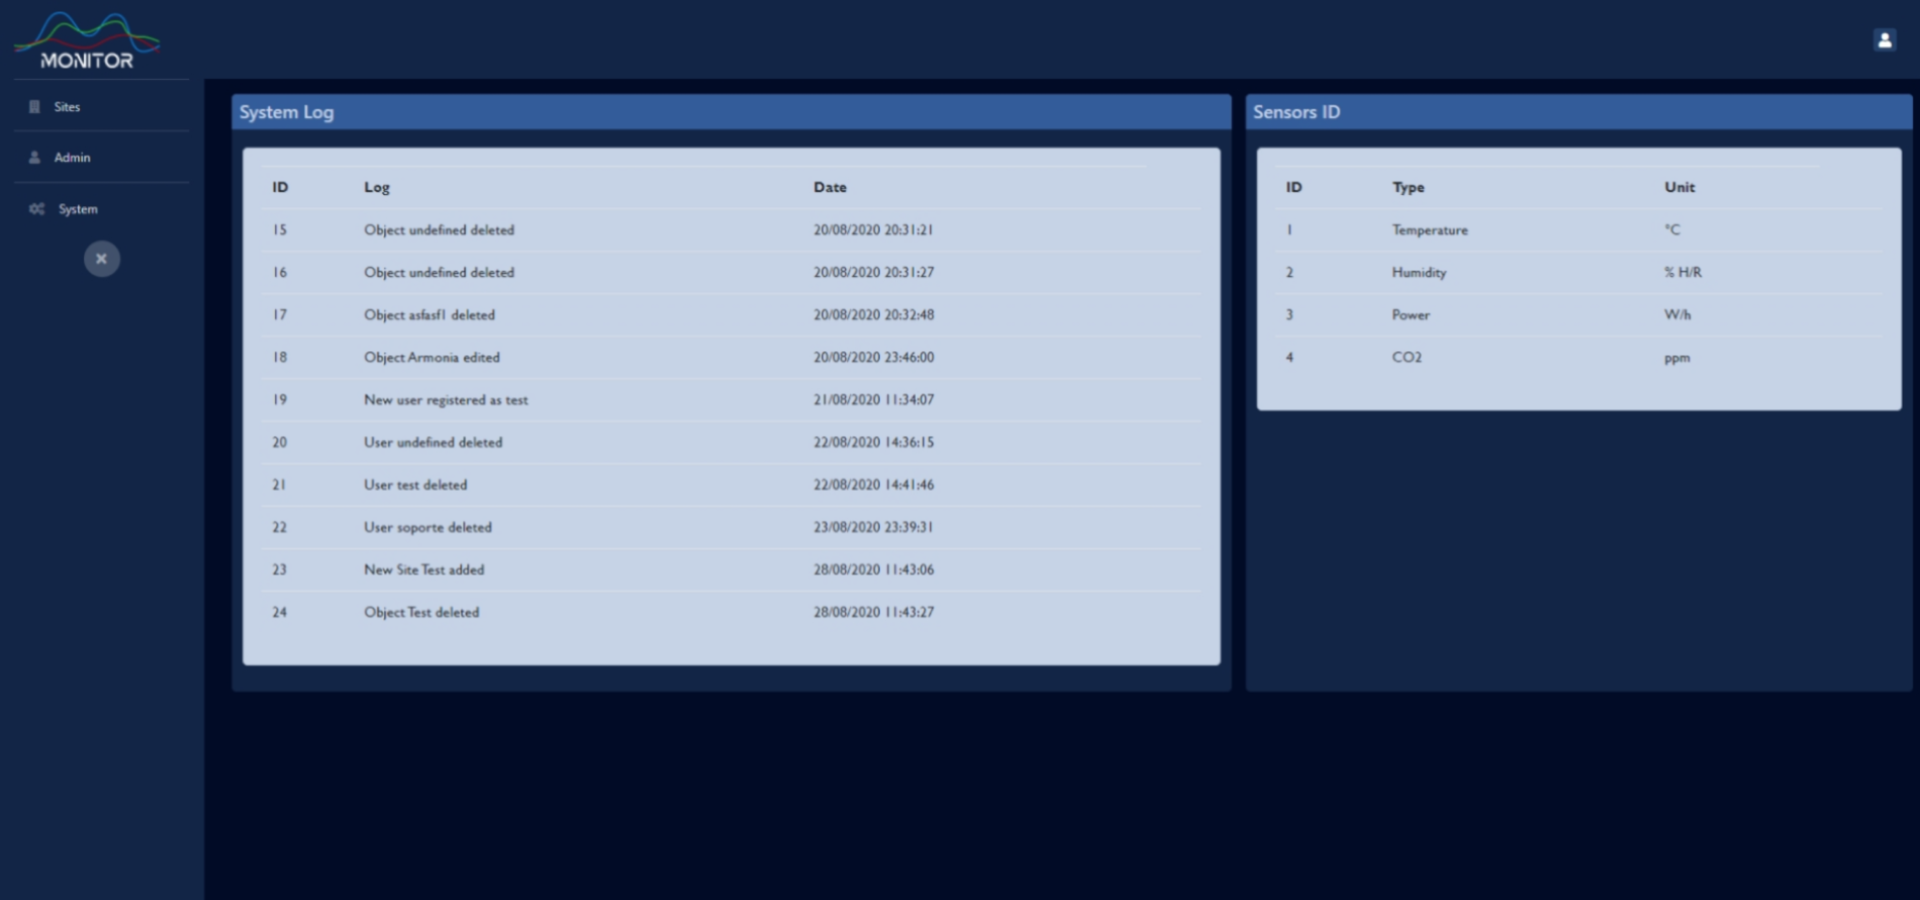 MONITOR
Sites
Admin
System
System Log
ID Log Date
15 Object undefined deleted 20/08/2020 20:31:21
16 Object undefined deleted 20/08/2020 20:31:27
17 Object asfasf1 deleted 20/08/2020 20:32:48
18 Object Armonia edited 20/08/2020 23:46:00
19 New user registered as test 21/08/2020 11:34:07
20 User undefined deleted 22/08/2020 14:36:15
21 User test deleted 22/08/2020 14:41:46
22 User soporte deleted 23/08/2020 23:39:31
23 New Site Test added 28/08/2020 11:43:06
24 Object Test deleted 28/08/2020 11:43:27
Sensors ID
ID Type Unit
1 Temperature °C
2 Humidity % H/R
3 Power W/h
4 CO2 ppm